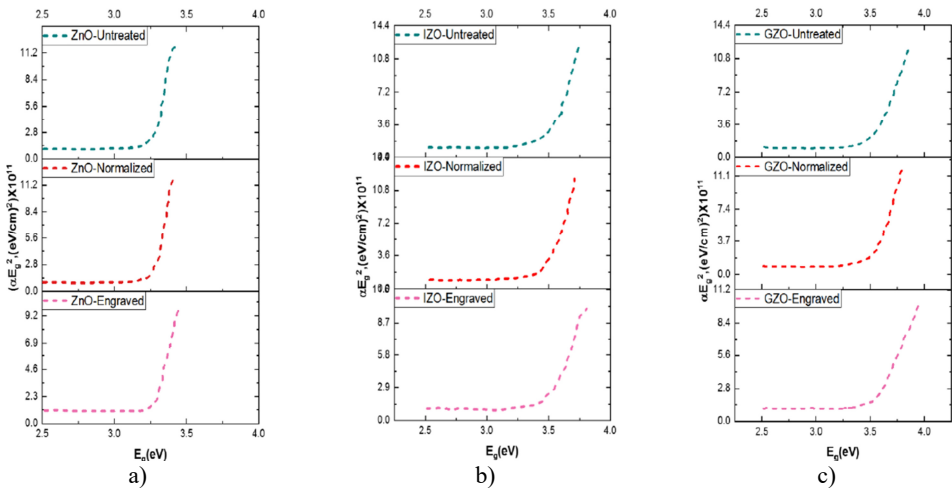 2.5 3.0 3.5 4.0
ZnO-Untreated
11.2
8.4
5.6
2.8
0.0
ZnO-Normalized
11.2
8.4
5.6
2.8
0.0
ZnO-Engraved
9.2
6.9
4.6
2.3
0.0
(αEg²,(eV/cm)²)X10¹¹
2.5 3.0 3.5 4.0
Eg(eV)
a)
2.5 3.0 3.5 4.0
14.4
IZO-Untreated
10.8
7.2
3.6
IZO-Normalized
10.8
7.2
3.6
IZO-Engraved
8.7
5.8
2.9
0.0
αEg²,(eV/cm)²)X10¹¹
2.5 3.0 3.5 4.0
Eg(eV)
b)
2.5 3.0 3.5 4.0
14.4
GZO-Untreated
10.8
7.2
3.6
0.0
GZO-Normalized
11.1
7.4
3.7
0.0
11.2
GZO-Engraved
8.4
5.6
2.8
0.0
αEg²,(eV/cm)²)X10¹¹
2.5 3.0 3.5 4.0
Eg(eV)
c)